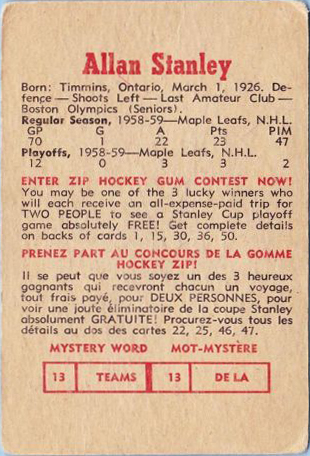 Allan Stanley
Born: Timmins, Ontario, March 1, 1926. De-
fence — Shoots Left — Last Amateur Club —
Boston Olympics (Seniors).
Regular Season, 1958-59—Maple Leafs, N.H.L.
GP G A Pts PIM
70 1 22 23 47
Playoffs, 1958-59—Maple Leafs, N.H.L.
12 0 3 3 2
ENTER ZIP HOCKEY GUM CONTEST NOW!
You may be one of the 3 lucky winners who
will each receive an all-expense-paid trip for
TWO PEOPLE to see a Stanley Cup playoff
game absolutely FREE! Get complete details
on backs of cards 1, 15, 30, 36, 50.
PRENEZ PART AU CONCOURS DE LA GOMME
HOCKEY ZIP!
Il se peut que vous soyez un des 3 heureux
gagnants qui recevront chacun un voyage,
tout frais payé, pour DEUX PERSONNES, pour
voir une joute éliminatoire de la coupe Stanley
absolument GRATUITE! Procurez-vous tous les
détails au dos des cartes 22, 25, 46, 47.
MYSTERY WORD MOT-MYSTÈRE
13 TEAMS 13 DE LA